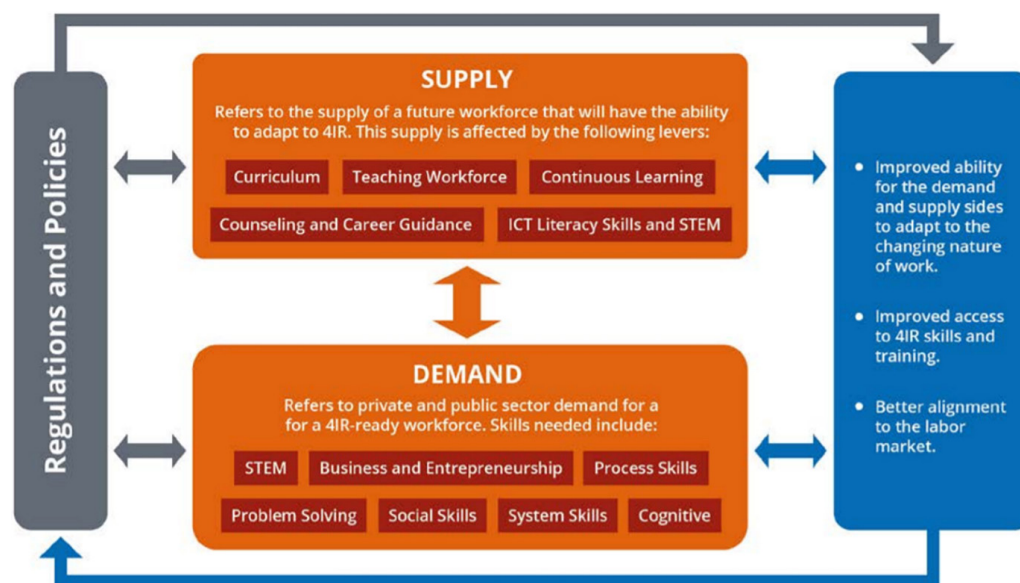 Regulations and Policies
SUPPLY
Refers to the supply of a future workforce that will have the ability
to adapt to 4IR. This supply is affected by the following levers:
Curriculum
Teaching Workforce
Continuous Learning
Counseling and Career Guidance
ICT Literacy Skills and STEM
DEMAND
Refers to private and public sector demand for a
for a 4IR-ready workforce. Skills needed include:
STEM
Business and Entrepreneurship
Process Skills
Problem Solving
Social Skills
System Skills
Cognitive
• Improved ability
for the demand
and supply sides
to adapt to the
changing nature
of work.
• Improved access
to 4IR skills and
training.
• Better alignment
to the labor
market.